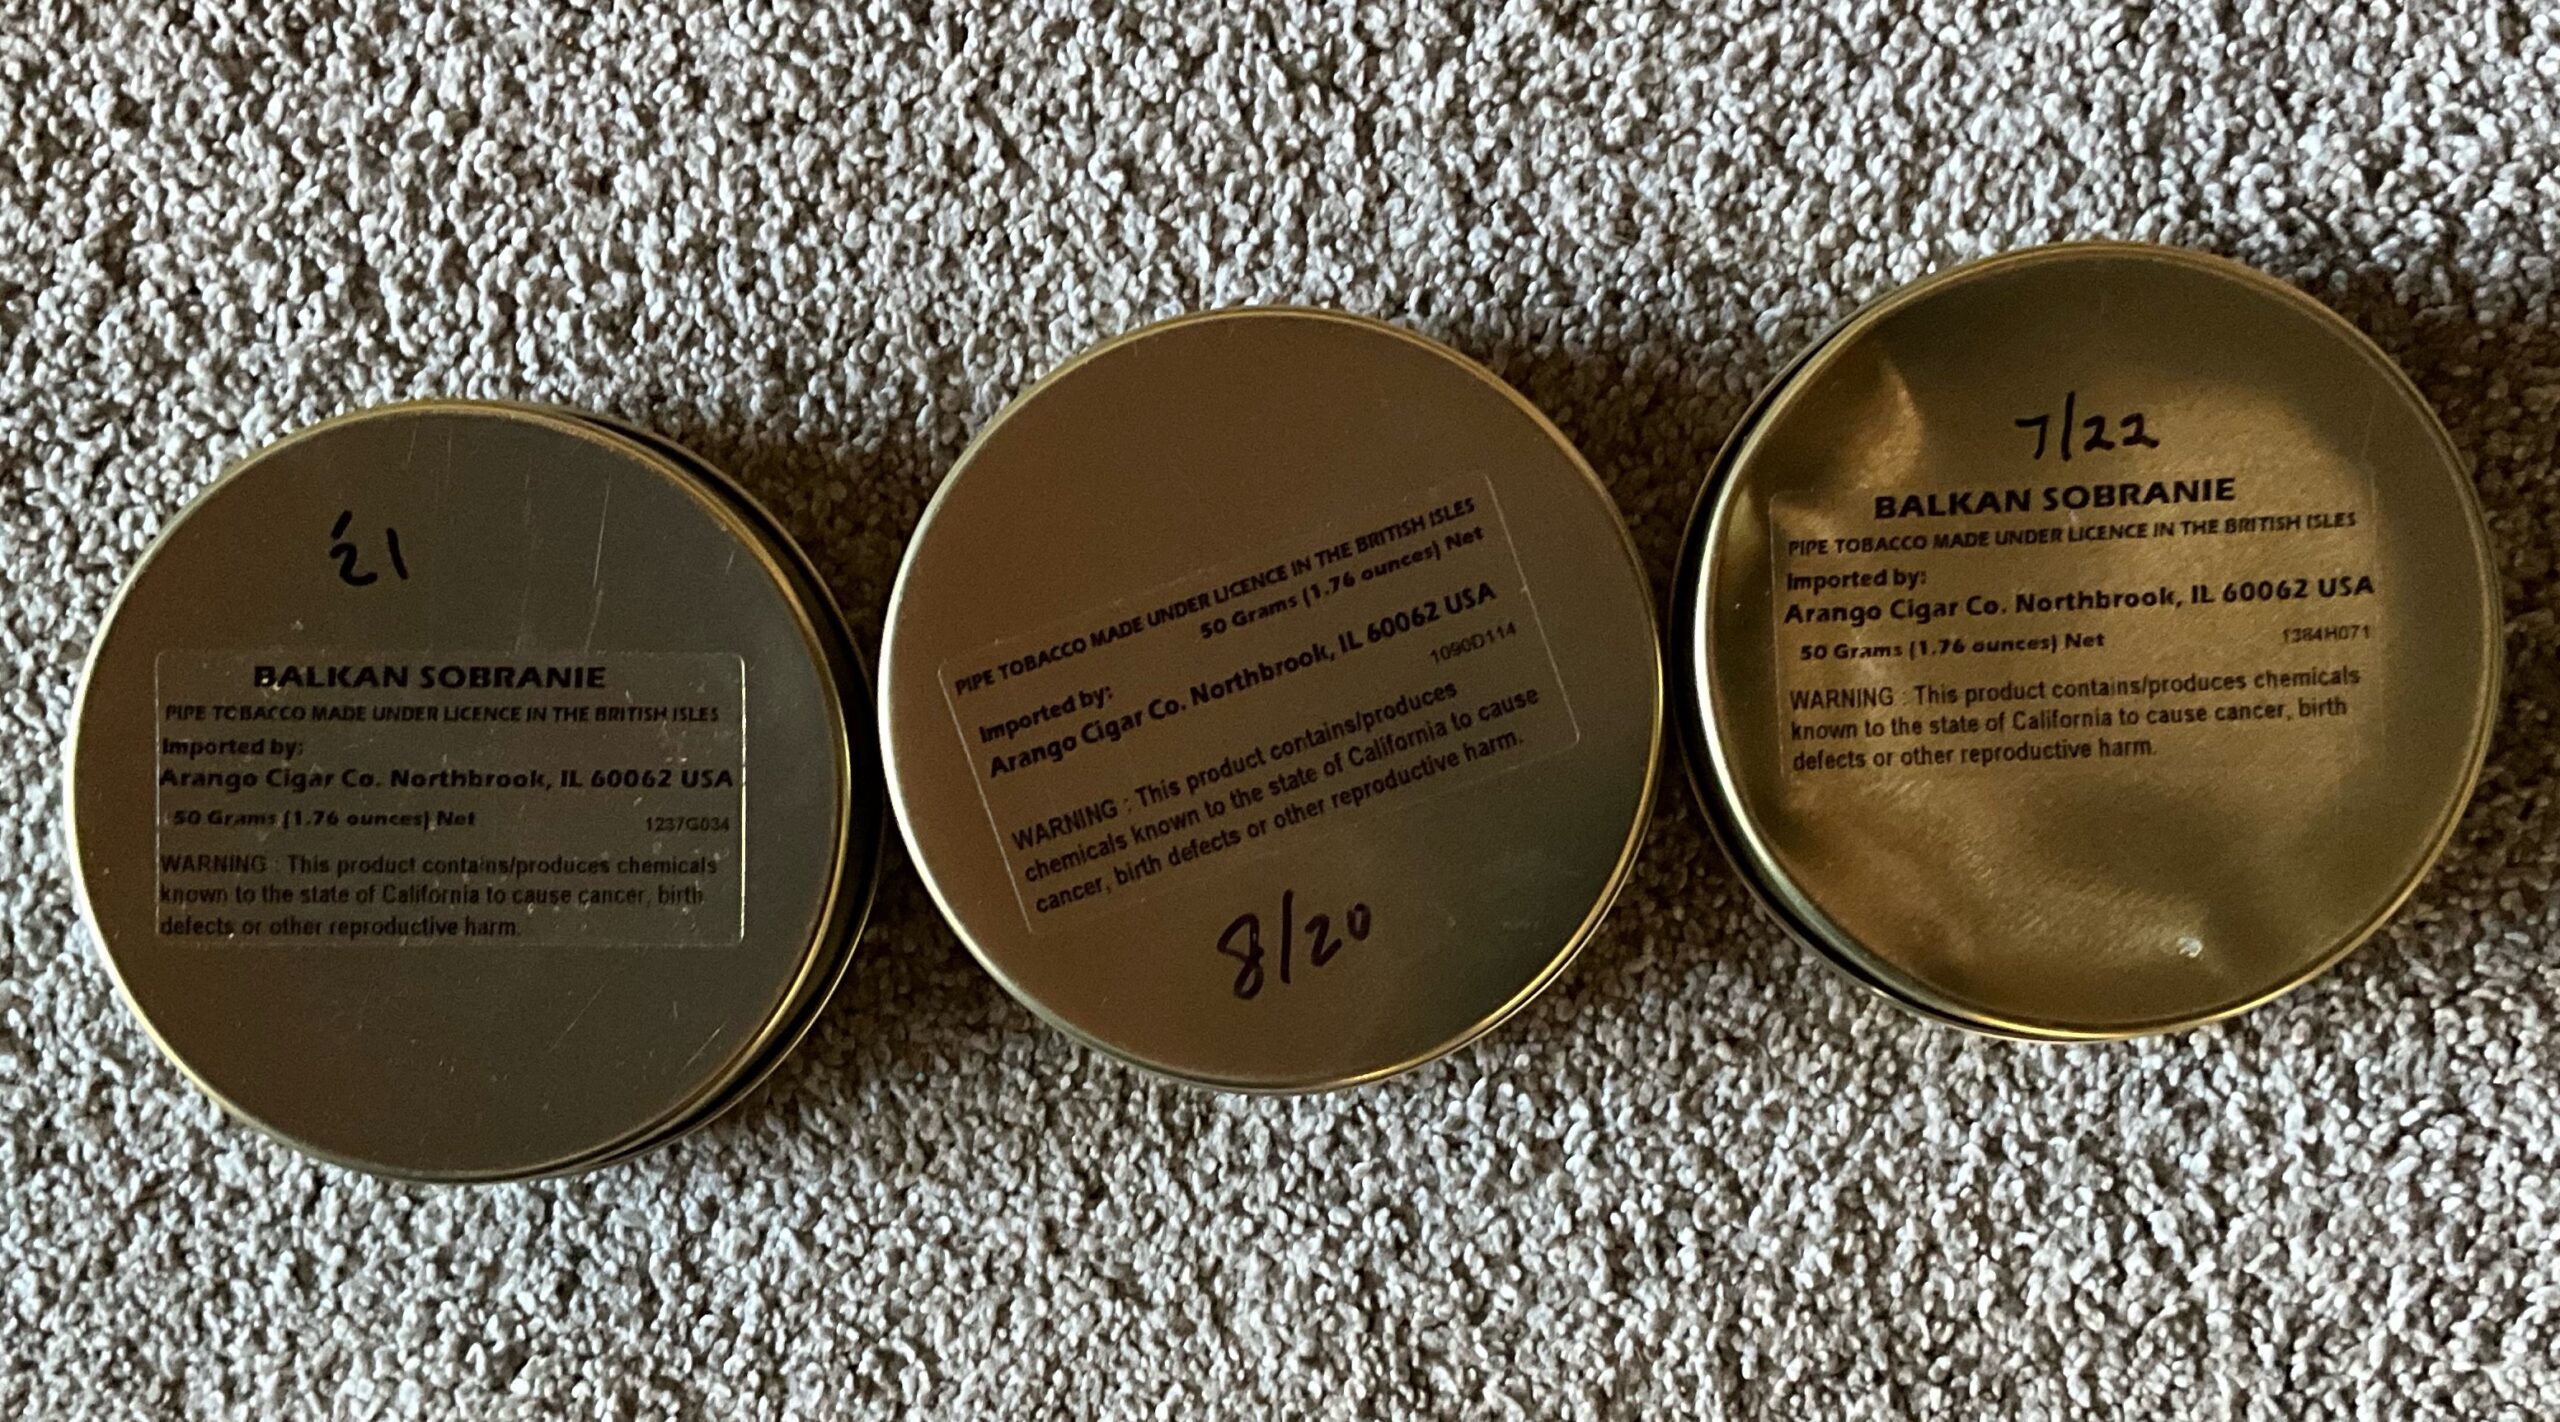 '21
BALKAN SOBRANIE
PIPE TOBACCO MADE UNDER LICENCE IN THE BRITISH ISLES
Imported by:
Arango Cigar Co. Northbrook, IL 60062 USA
50 Grams (1.76 ounces) Net 1237G034
WARNING : This product contains/produces chemicals
known to the state of California to cause cancer, birth
defects or other reproductive harm.
PIPE TOBACCO MADE UNDER LICENCE IN THE BRITISH ISLES
50 Grams (1.76 ounces) Net
Imported by:
Arango Cigar Co. Northbrook, IL 60062 USA
1090D114
WARNING : This product contains/produces
chemicals known to the state of California to cause
cancer, birth defects or other reproductive harm.
8/20
7/22
BALKAN SOBRANIE
PIPE TOBACCO MADE UNDER LICENCE IN THE BRITISH ISLES
Imported by:
Arango Cigar Co. Northbrook, IL 60062 USA
50 Grams (1.76 ounces) Net 1384H071
WARNING : This product contains/produces chemicals
known to the state of California to cause cancer, birth
defects or other reproductive harm.